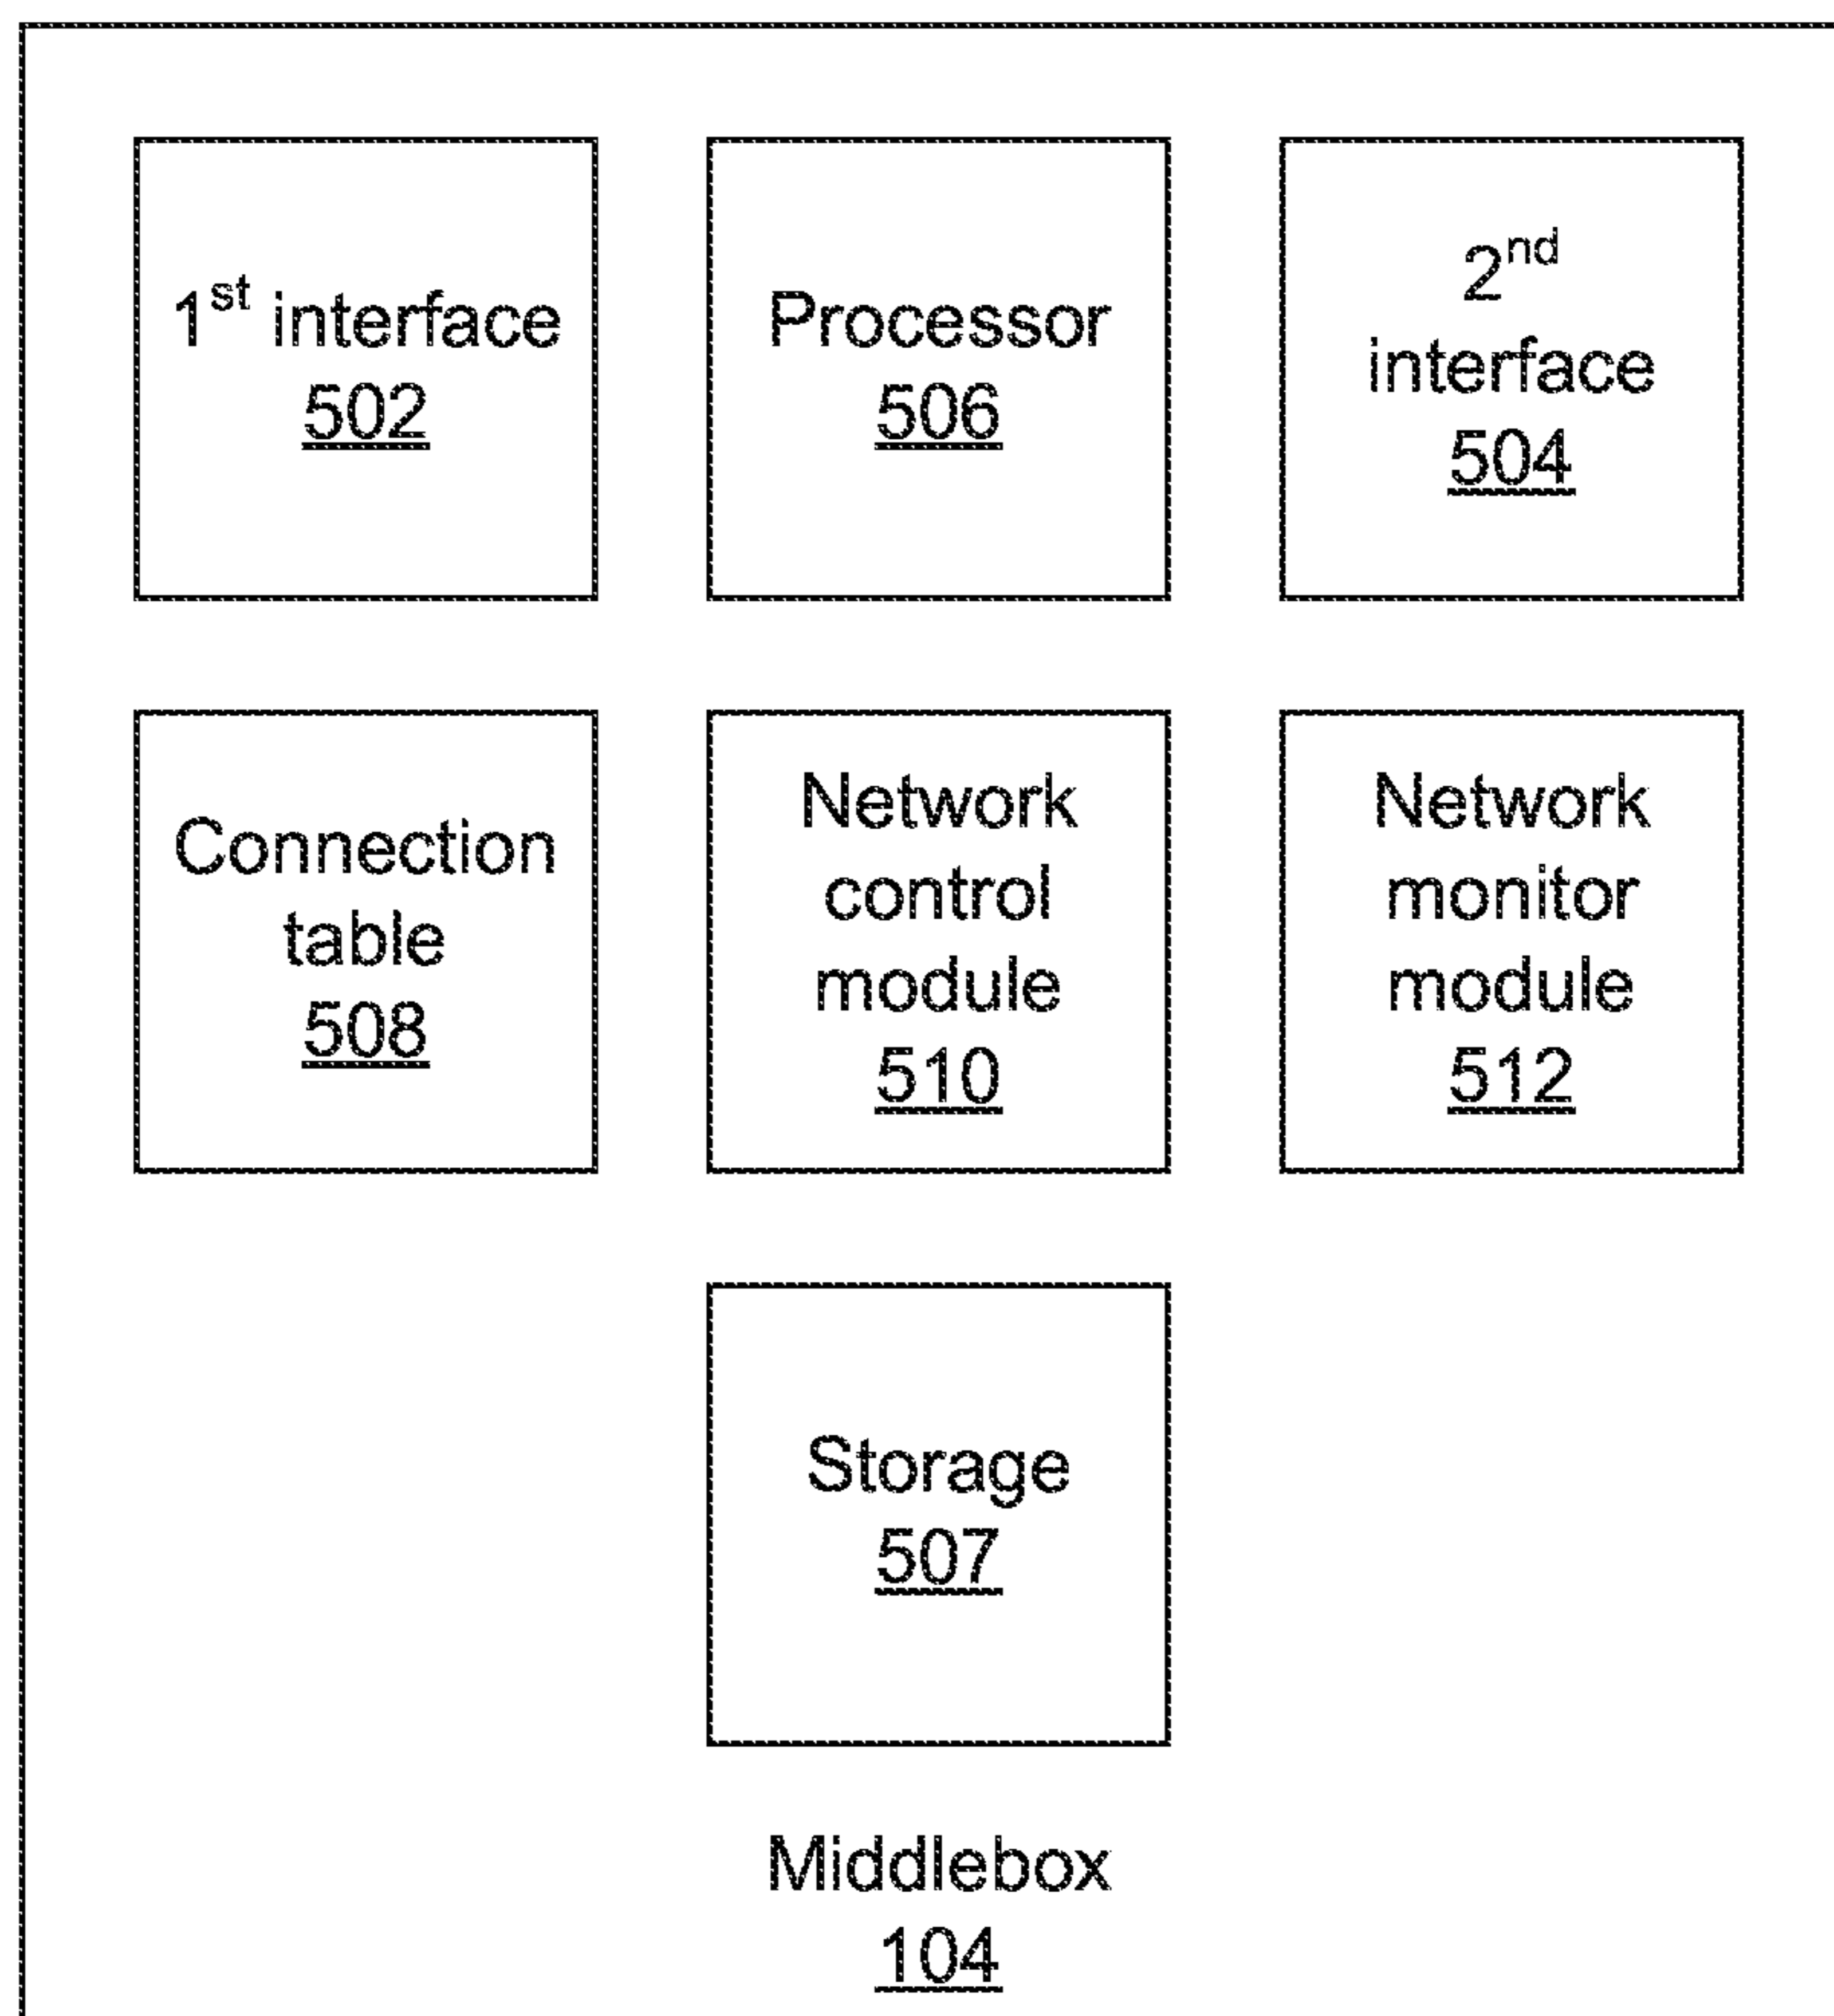 1st interface
502
Processor
506
2nd
interface
504
Connection
table
508
Network
control
module
510
Network
monitor
module
512
Storage
507
Middlebox
104